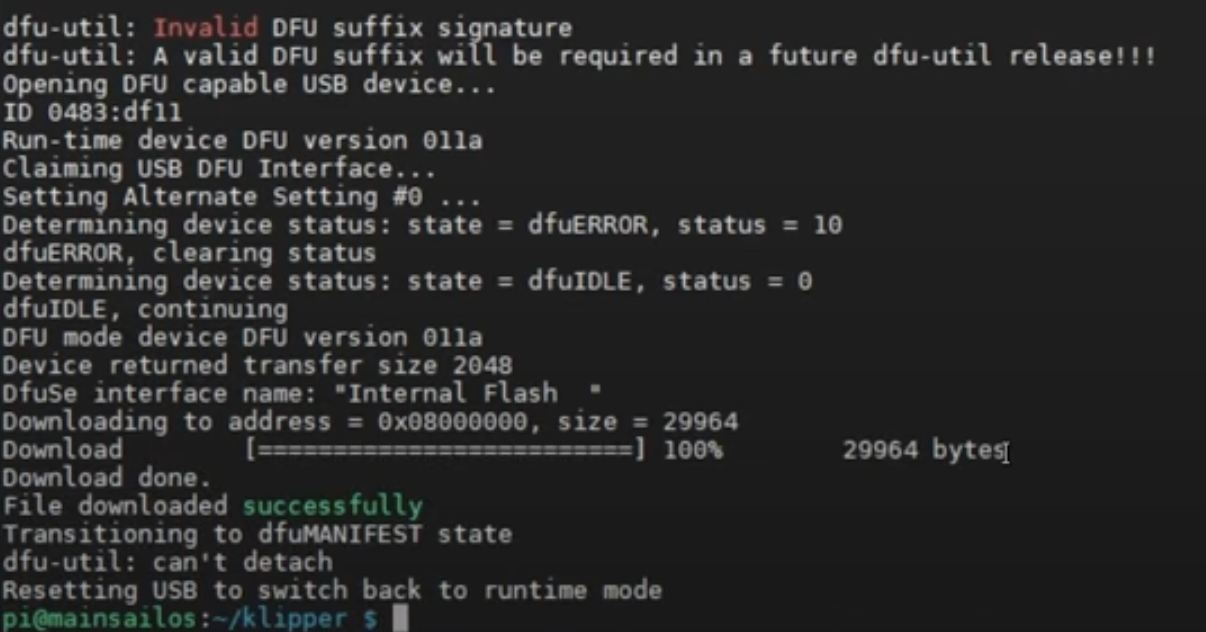 dfu-util: Invalid DFU suffix signature
dfu-util: A valid DFU suffix will be required in a future dfu-util release!!!
Opening DFU capable USB device...
ID 0483:df11
Run-time device DFU version 011a
Claiming USB DFU Interface...
Setting Alternate Setting #0 ...
Determining device status: state = dfuERROR, status = 10
dfuERROR, clearing status
Determining device status: state = dfuIDLE, status = 0
dfuIDLE, continuing
DFU mode device DFU version 011a
Device returned transfer size 2048
DfuSe interface name: "Internal Flash  "
Downloading to address = 0x08000000, size = 29964
Download        [=========================] 100%        29964 bytes
Download done.
File downloaded successfully
Transitioning to dfuMANIFEST state
dfu-util: can't detach
Resetting USB to switch back to runtime mode
pi@mainsailos:~/klipper $